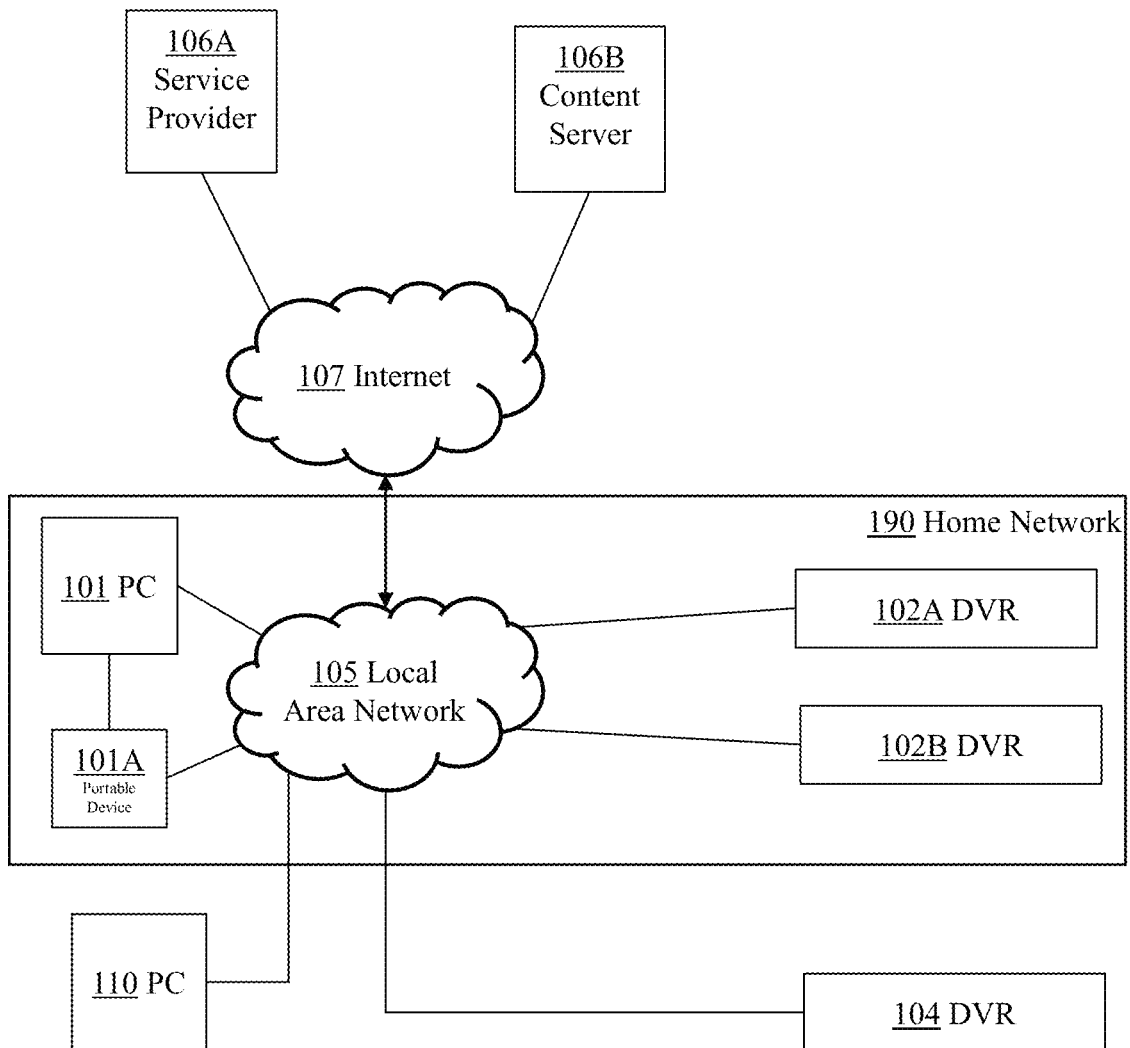 106A
Service
Provider
106B
Content
Server
107 Internet
190 Home Network
101 PC
102A DVR
105 Local
Area Network
102B DVR
101A
Portable
Device
110 PC
104 DVR